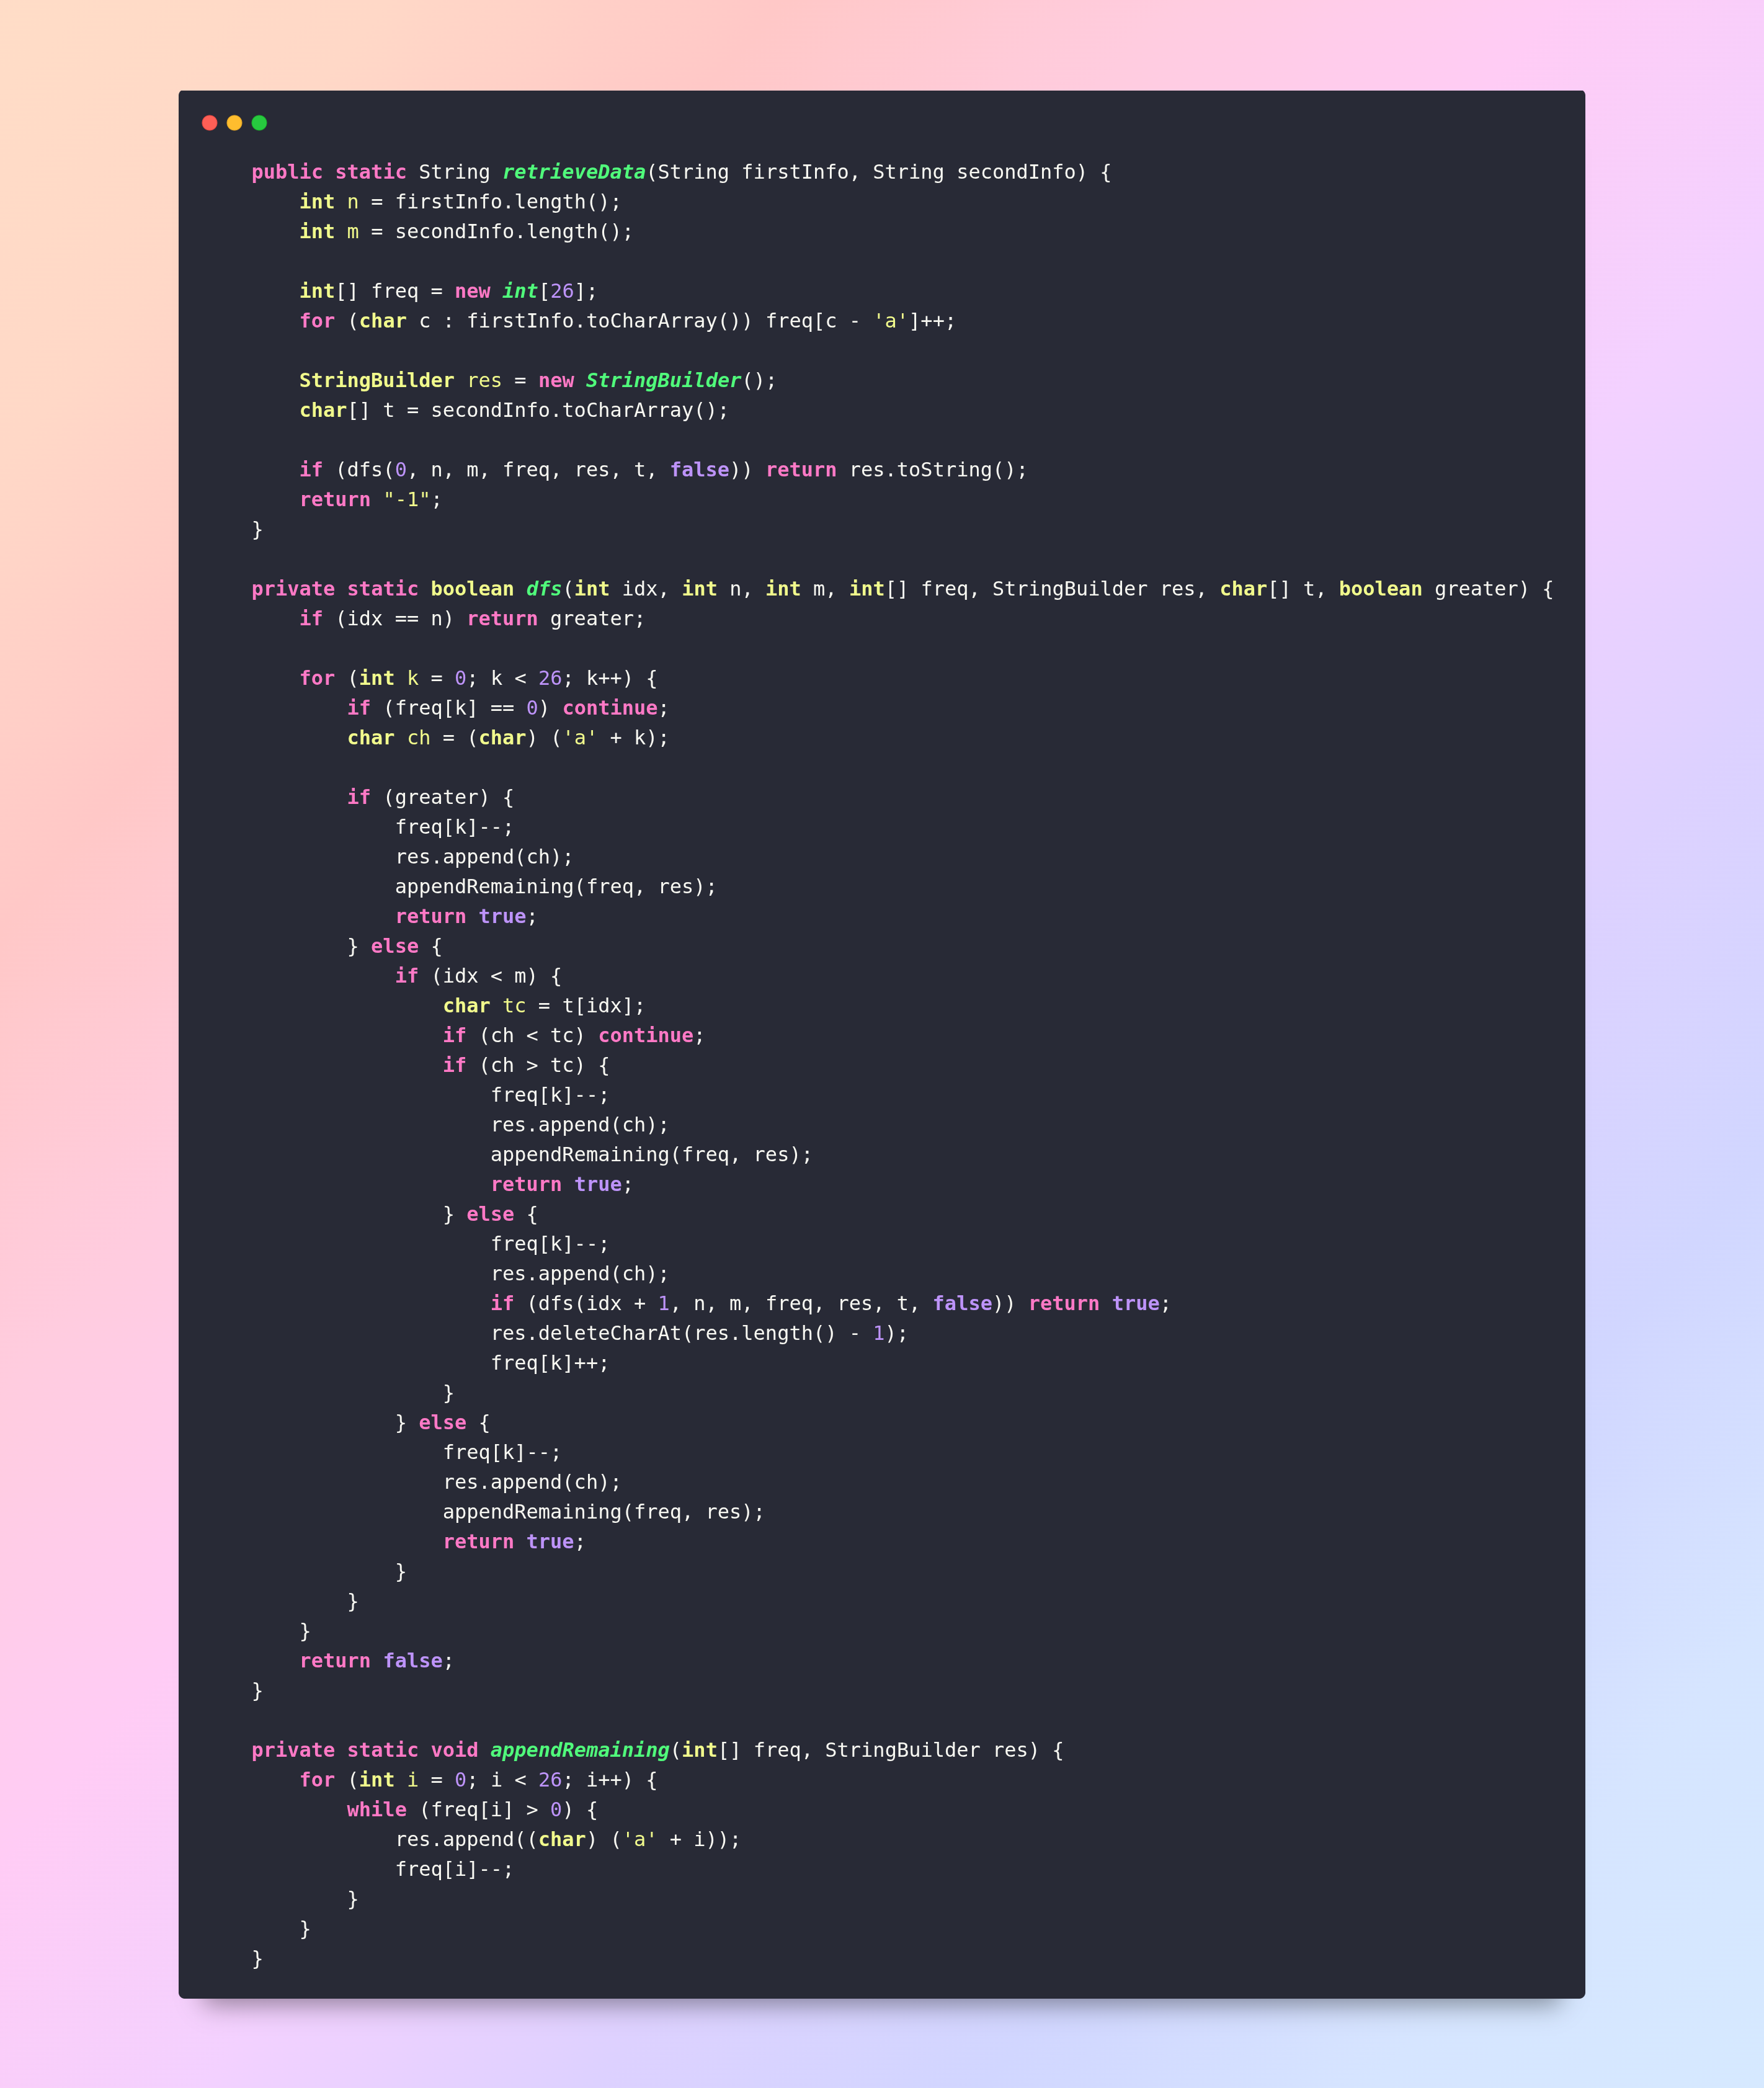 public static String retrieveData(String firstInfo, String secondInfo) {
    int n = firstInfo.length();
    int m = secondInfo.length();

    int[] freq = new int[26];
    for (char c : firstInfo.toCharArray()) freq[c - 'a']++;

    StringBuilder res = new StringBuilder();
    char[] t = secondInfo.toCharArray();

    if (dfs(0, n, m, freq, res, t, false)) return res.toString();
    return "-1";
}

private static boolean dfs(int idx, int n, int m, int[] freq, StringBuilder res, char[] t, boolean greater) {
    if (idx == n) return greater;

    for (int k = 0; k < 26; k++) {
        if (freq[k] == 0) continue;
        char ch = (char) ('a' + k);

        if (greater) {
            freq[k]--;
            res.append(ch);
            appendRemaining(freq, res);
            return true;
        } else {
            if (idx < m) {
                char tc = t[idx];
                if (ch < tc) continue;
                if (ch > tc) {
                    freq[k]--;
                    res.append(ch);
                    appendRemaining(freq, res);
                    return true;
                } else {
                    freq[k]--;
                    res.append(ch);
                    if (dfs(idx + 1, n, m, freq, res, t, false)) return true;
                    res.deleteCharAt(res.length() - 1);
                    freq[k]++;
                }
            } else {
                freq[k]--;
                res.append(ch);
                appendRemaining(freq, res);
                return true;
            }
        }
    }
    return false;
}

private static void appendRemaining(int[] freq, StringBuilder res) {
    for (int i = 0; i < 26; i++) {
        while (freq[i] > 0) {
            res.append((char) ('a' + i));
            freq[i]--;
        }
    }
}